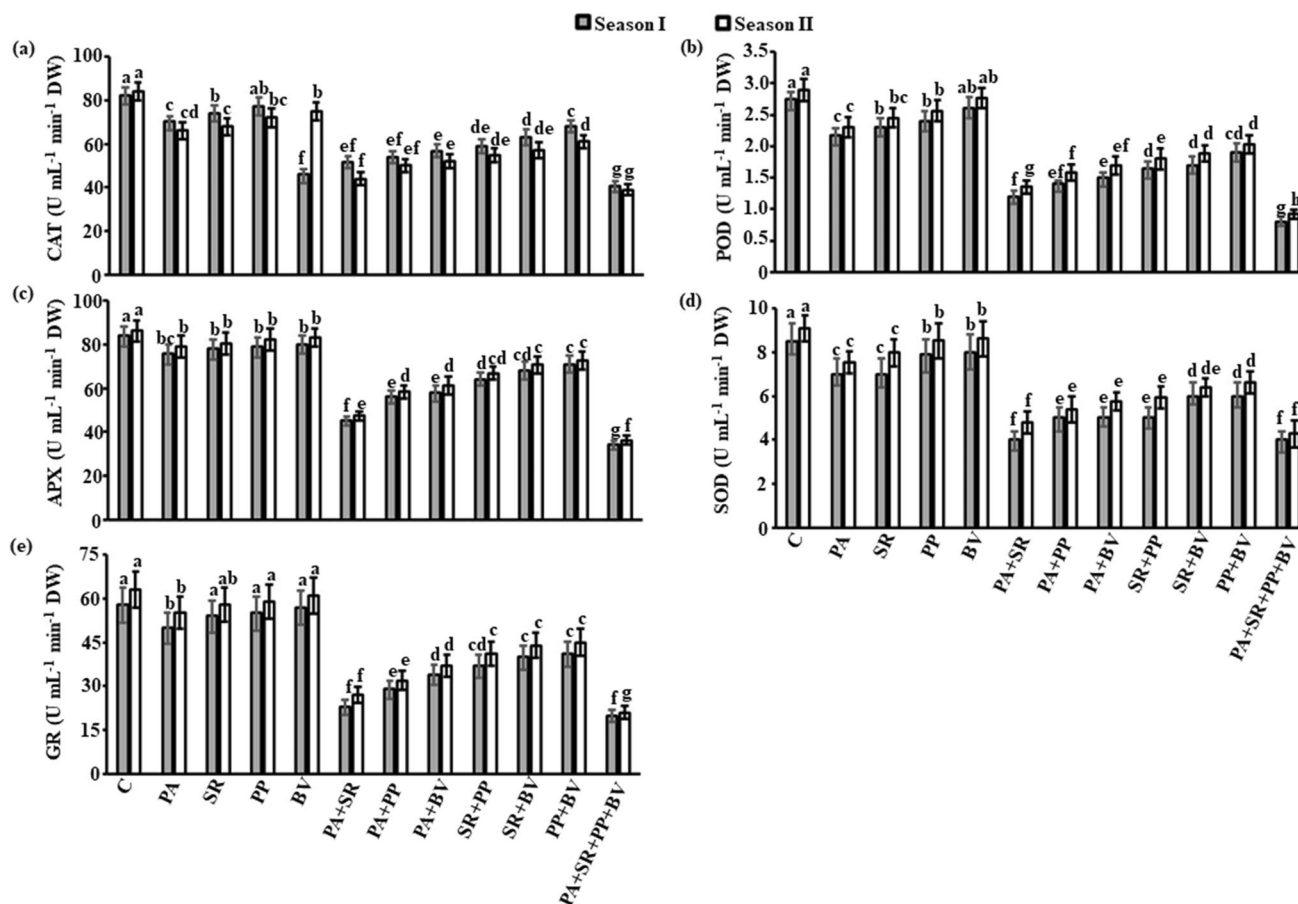 Season I Season II
(a)
CAT (U mL-1 min-1 DW)
100
80
60
40
20
0
a a c cd b c ab bc f b ef f ef ef e e de de d de c d g g
(b)
POD (U mL-1 min-1 DW)
3.5
3.0
2.5
2.0
1.5
1.0
0.5
0
a a c c b bc b b ab ab f g ef f e ef d e d d cd d g h
(c)
APX (U mL-1 min-1 DW)
100
80
60
40
20
0
a a bc b b b b b b b f e e d e d d cd cd c c c g f
(d)
SOD (U mL-1 min-1 DW)
10
8
6
4
2
0
a a c c c c b b b b f f e e e e e e d de d d f f
C PA SR PP BV PA+SR PA+PP PA+BV SR+PP SR+BV PP+BV PA+SR+PP+BV
(e)
GR (U mL-1 min-1 DW)
75
60
45
30
15
0
a a b b a ab a a a a f f e e d d cd c c c c c f g
C PA SR PP BV PA+SR PA+PP PA+BV SR+PP SR+BV PP+BV PA+SR+PP+BV